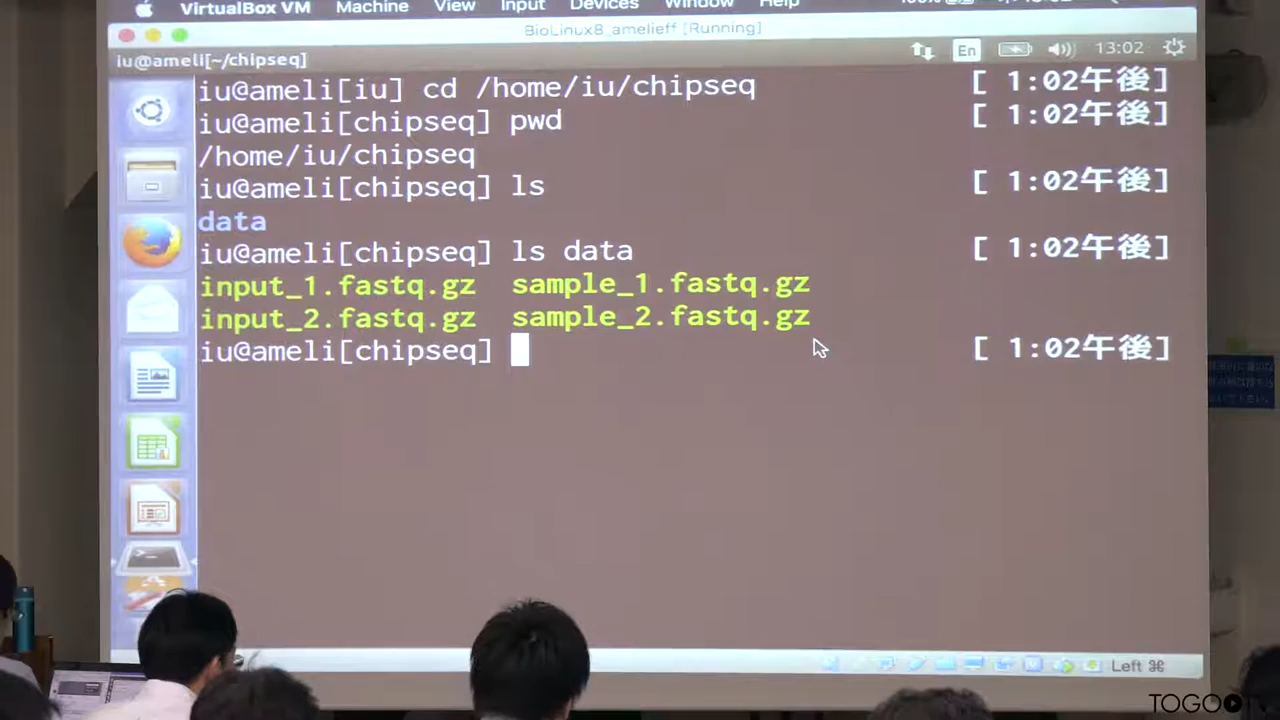 VirtualBox VM Machine View Input Devices Window Help
BioLinux8_amelieff [Running]
iu@ameli[~/chipseq] En 13:02
iu@ameli[iu] cd /home/iu/chipseq [ 1:02午後]
iu@ameli[chipseq] pwd [ 1:02午後]
/home/iu/chipseq
iu@ameli[chipseq] ls [ 1:02午後]
data
iu@ameli[chipseq] ls data [ 1:02午後]
input_1.fastq.gz sample_1.fastq.gz
input_2.fastq.gz sample_2.fastq.gz
iu@ameli[chipseq] [ 1:02午後]
Left ⌘
TOGOTV